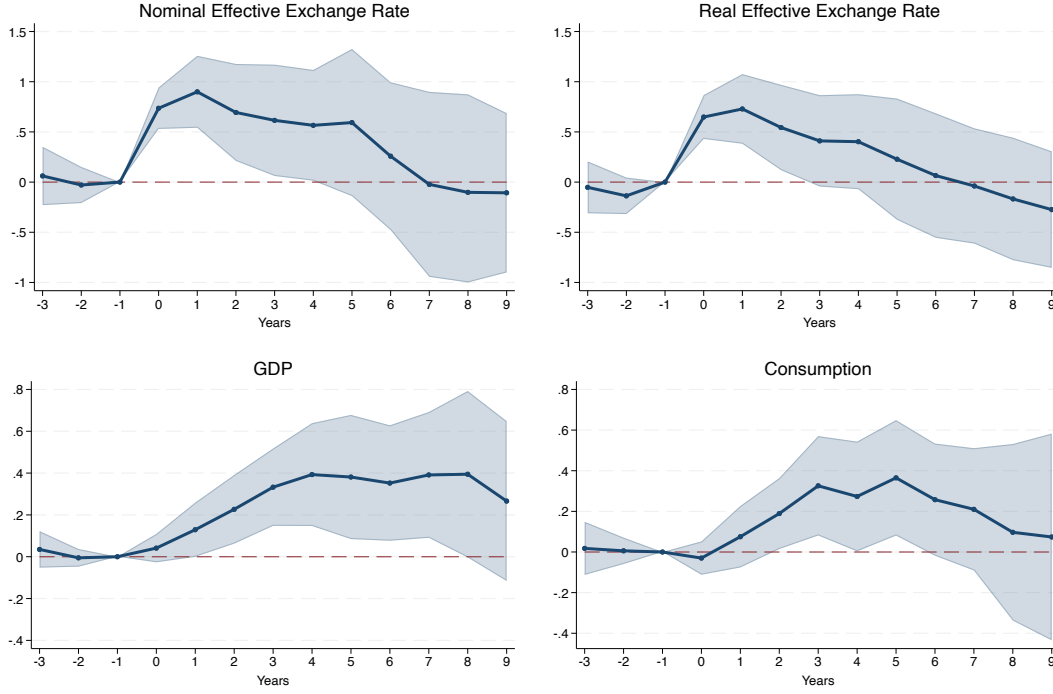 Nominal Effective Exchange Rate
1.5
1
.5
0
-.5
-1
-3 -2 -1 0 1 2 3 4 5 6 7 8 9
Years
Real Effective Exchange Rate
1.5
1
.5
0
-.5
-1
-3 -2 -1 0 1 2 3 4 5 6 7 8 9
Years
GDP
.8
.6
.4
.2
0
-.2
-.4
-3 -2 -1 0 1 2 3 4 5 6 7 8 9
Years
Consumption
.8
.6
.4
.2
0
-.2
-.4
-3 -2 -1 0 1 2 3 4 5 6 7 8 9
Years